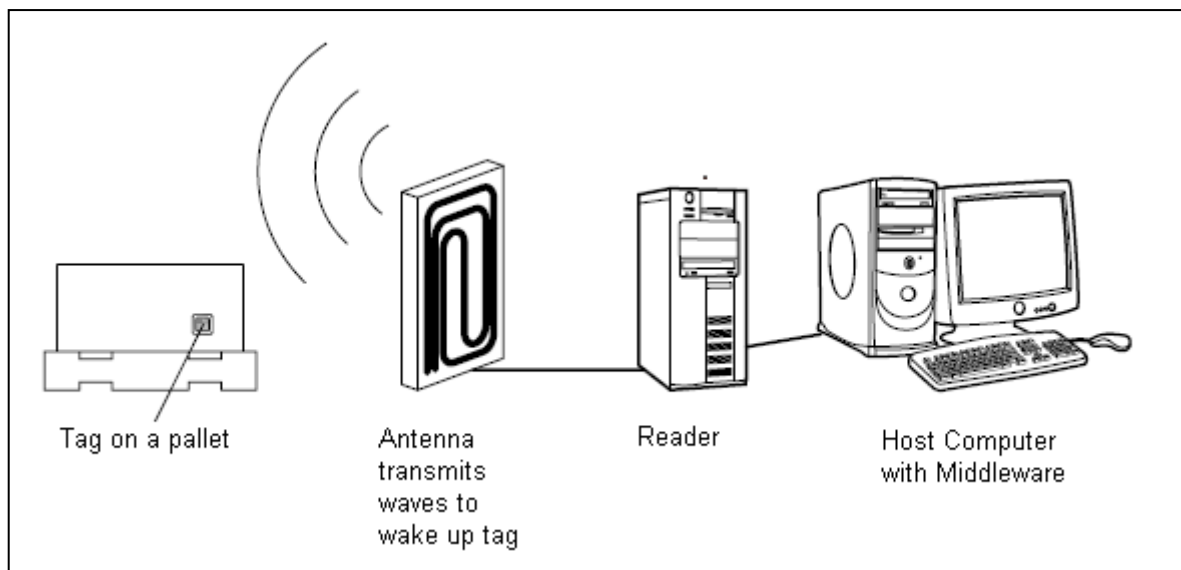 Tag on a pallet
Antenna
transmits
waves to
wake up tag
Reader
Host Computer
with Middleware